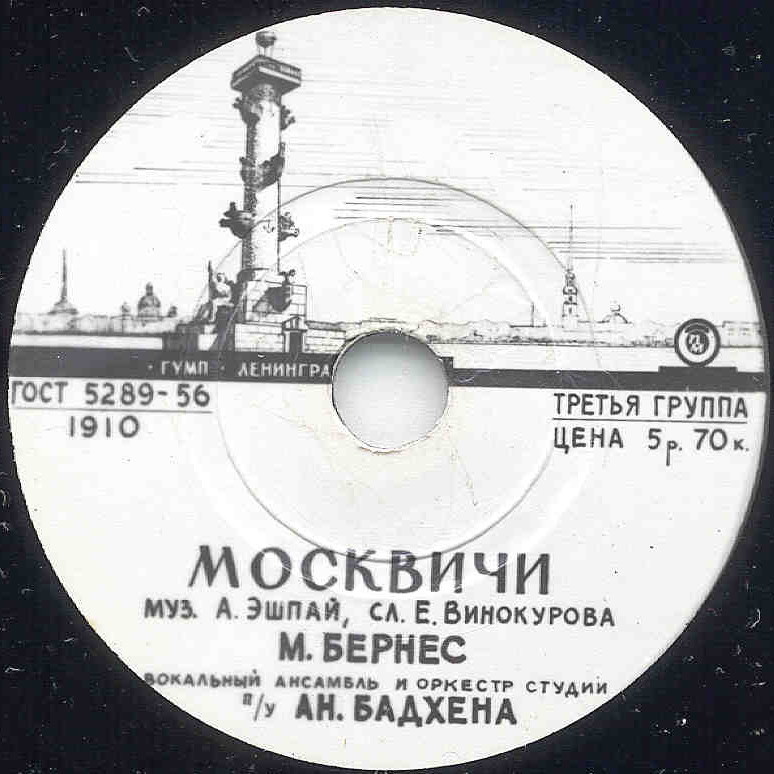 · ГУМП · ЛЕНИНГРА
ГОСТ 5289-56
1910
ТРЕТЬЯ ГРУППА
ЦЕНА 5р. 70к.
МОСКВИЧИ
МУЗ. А. ЭШПАЙ, СЛ. Е. ВИНОКУРОВА
М. БЕРНЕС
ВОКАЛЬНЫЙ АНСАМБЛЬ И ОРКЕСТР СТУДИИ
п/у АН. БАДХЕНА